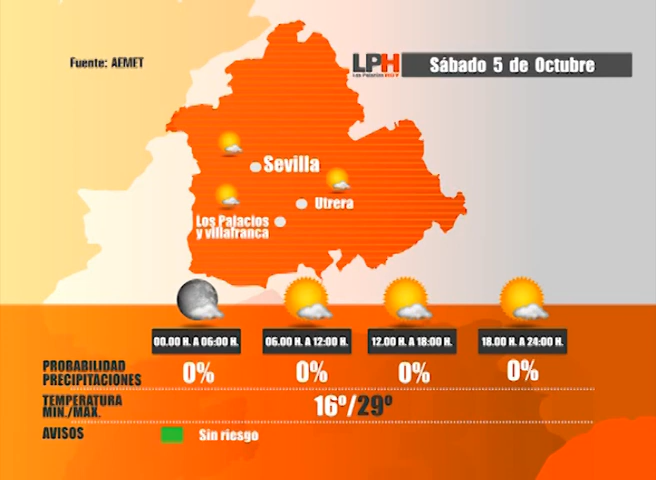 Fuente: AEMET
LPH
Sábado 5 de Octubre
Sevilla
Utrera
Los Palacios
y villafranca
00.00 H. A 06:00 H.
06.00 H. A 12:00 H.
12.00 H. A 18:00 H.
18.00 H. A 24:00 H.
PROBABILIDAD
PRECIPITACIONES
0%
0%
0%
0%
TEMPERATURA
MIN./MAX.
16º/29º
AVISOS
Sin riesgo